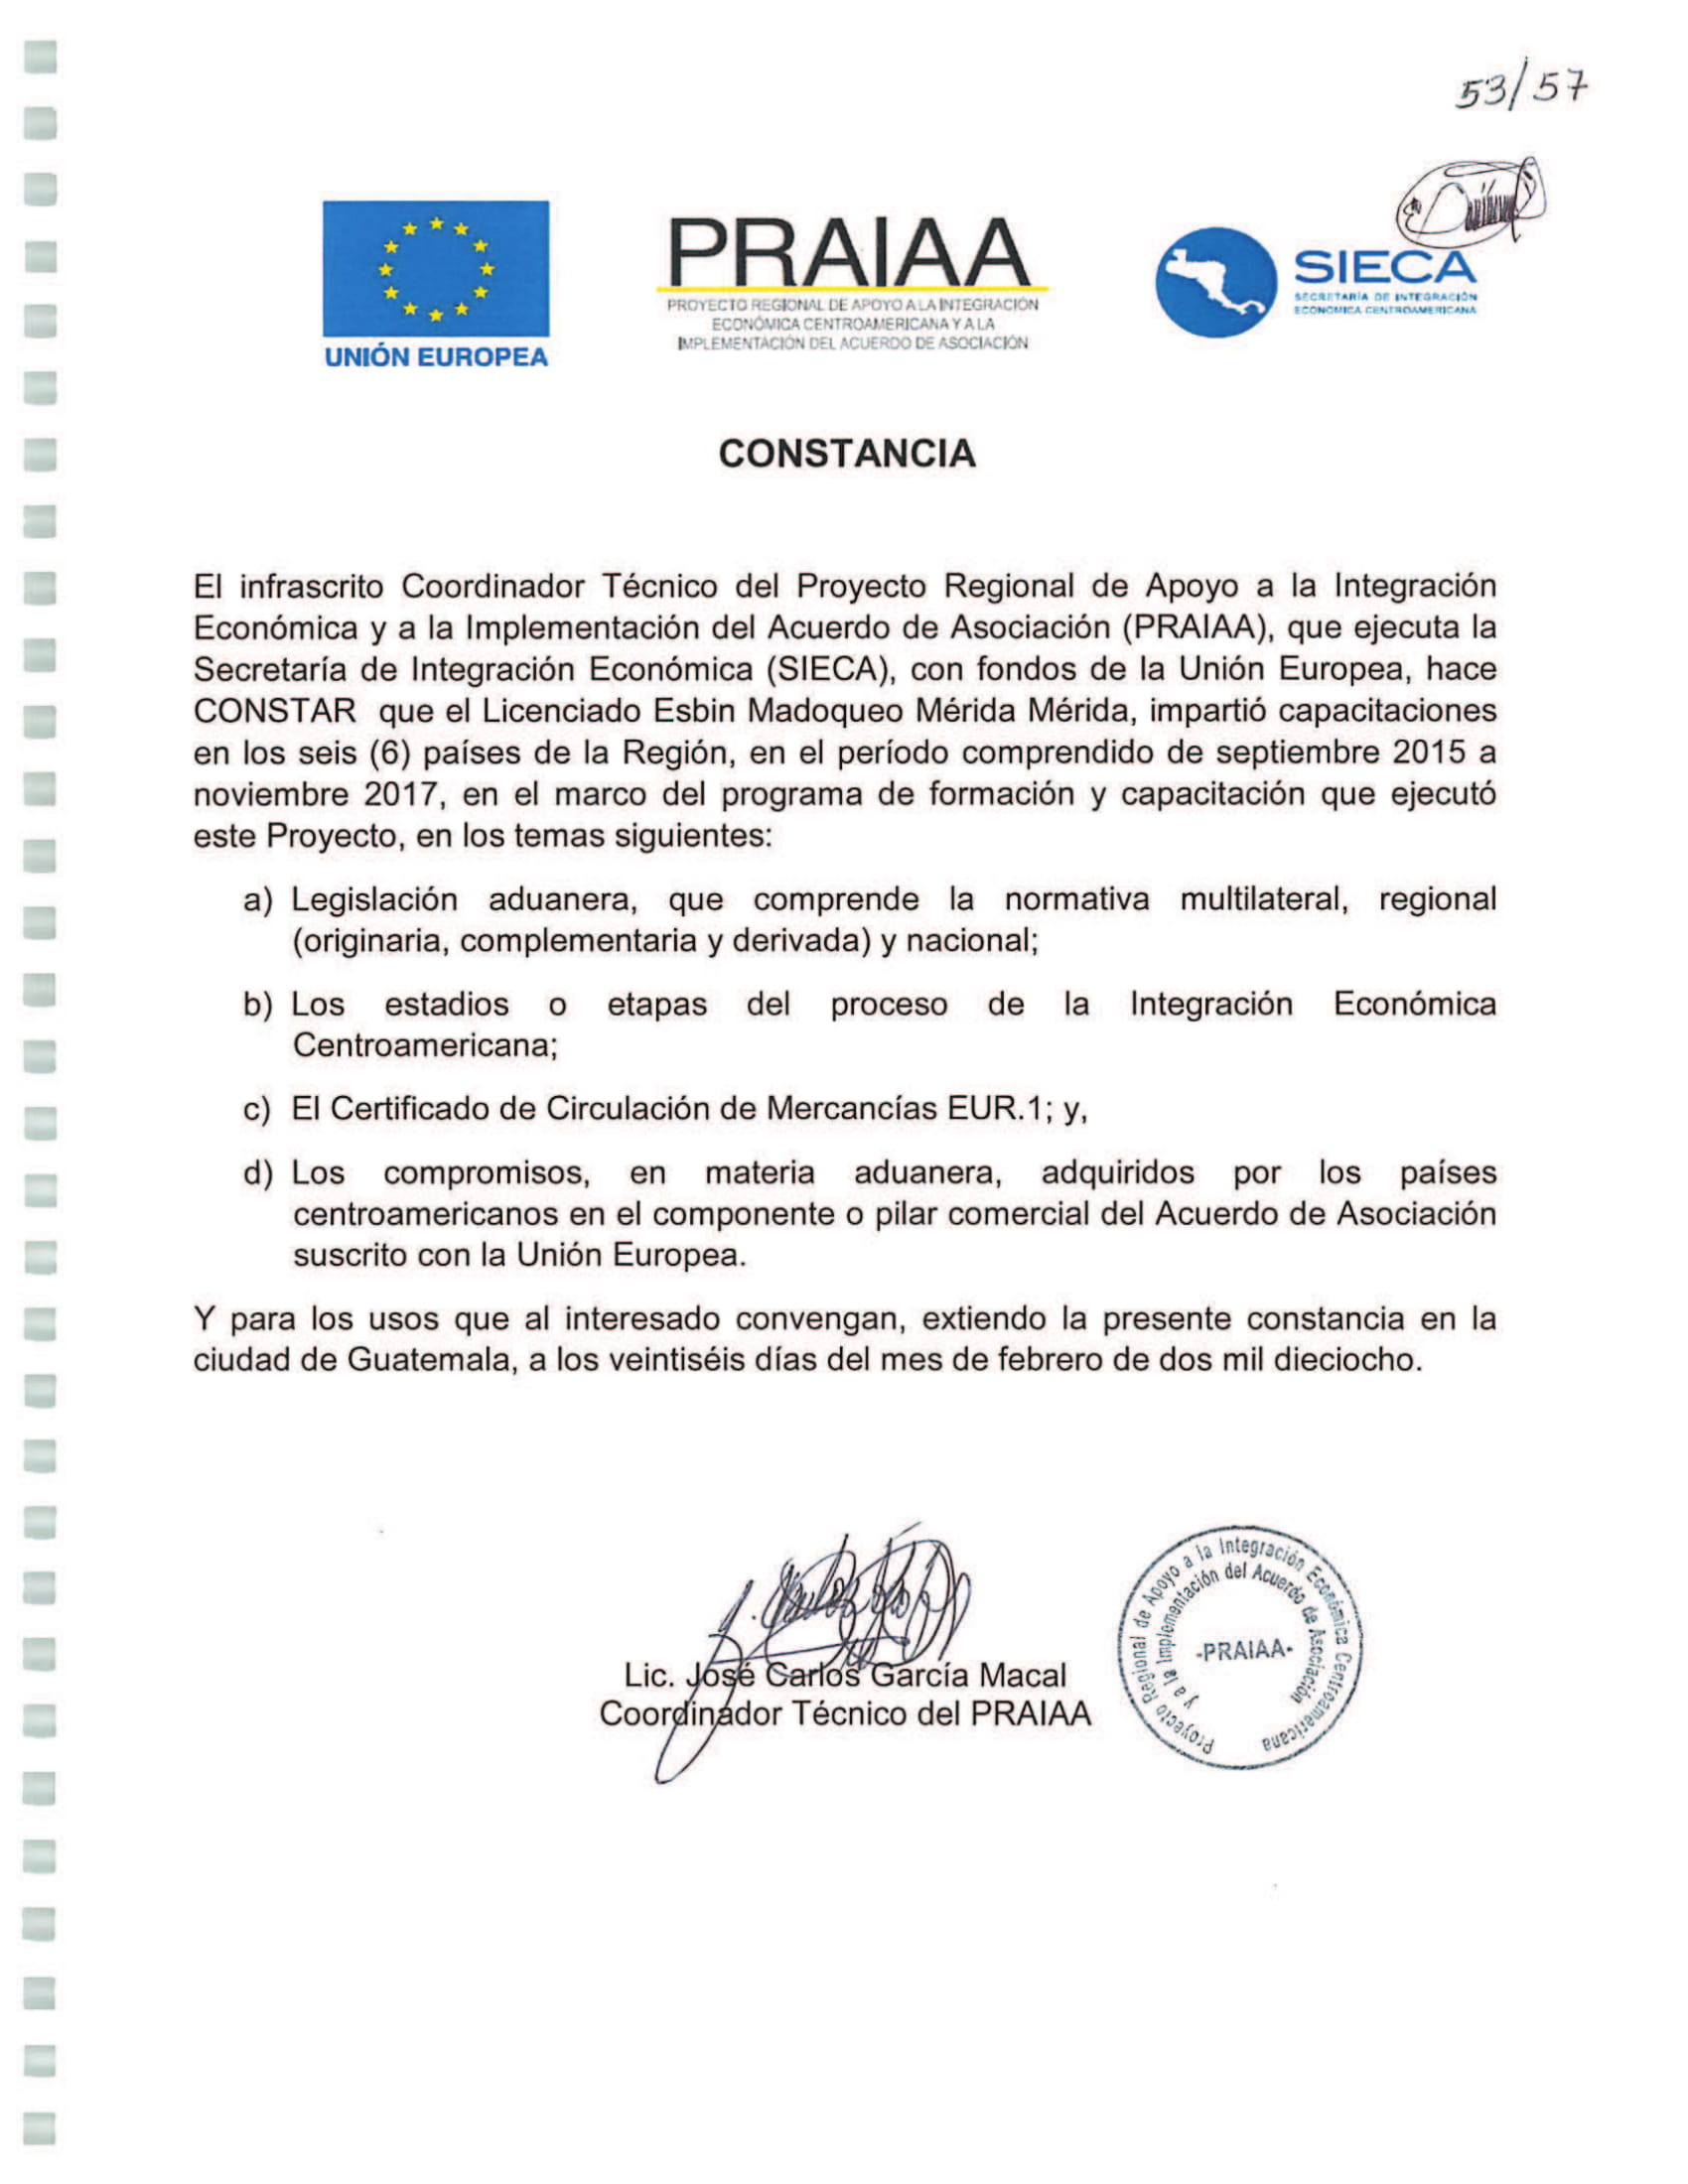 53/57
UNIÓN EUROPEA
PRAIAA
PROYECTO REGIONAL DE APOYO A LA INTEGRACIÓN
ECONÓMICA CENTROAMERICANA Y A LA
IMPLEMENTACIÓN DEL ACUERDO DE ASOCIACIÓN
SIECA
SECRETARÍA DE INTEGRACIÓN
ECONÓMICA CENTROAMERICANA
CONSTANCIA
El infrascrito Coordinador Técnico del Proyecto Regional de Apoyo a la Integración
Económica y a la Implementación del Acuerdo de Asociación (PRAIAA), que ejecuta la
Secretaría de Integración Económica (SIECA), con fondos de la Unión Europea, hace
CONSTAR que el Licenciado Esbin Madoqueo Mérida Mérida, impartió capacitaciones
en los seis (6) países de la Región, en el período comprendido de septiembre 2015 a
noviembre 2017, en el marco del programa de formación y capacitación que ejecutó
este Proyecto, en los temas siguientes:
a) Legislación aduanera, que comprende la normativa multilateral, regional
(originaria, complementaria y derivada) y nacional;
b) Los estadios o etapas del proceso de la Integración Económica
Centroamericana;
c) El Certificado de Circulación de Mercancías EUR.1; y,
d) Los compromisos, en materia aduanera, adquiridos por los países
centroamericanos en el componente o pilar comercial del Acuerdo de Asociación
suscrito con la Unión Europea.
Y para los usos que al interesado convengan, extiendo la presente constancia en la
ciudad de Guatemala, a los veintiséis días del mes de febrero de dos mil dieciocho.
Lic. José Carlos García Macal
Coordinador Técnico del PRAIAA
Proyecto Regional de Apoyo a la Integración Económica Centroamericana
y a la Implementación del Acuerdo de Asociación
-PRAIAA-